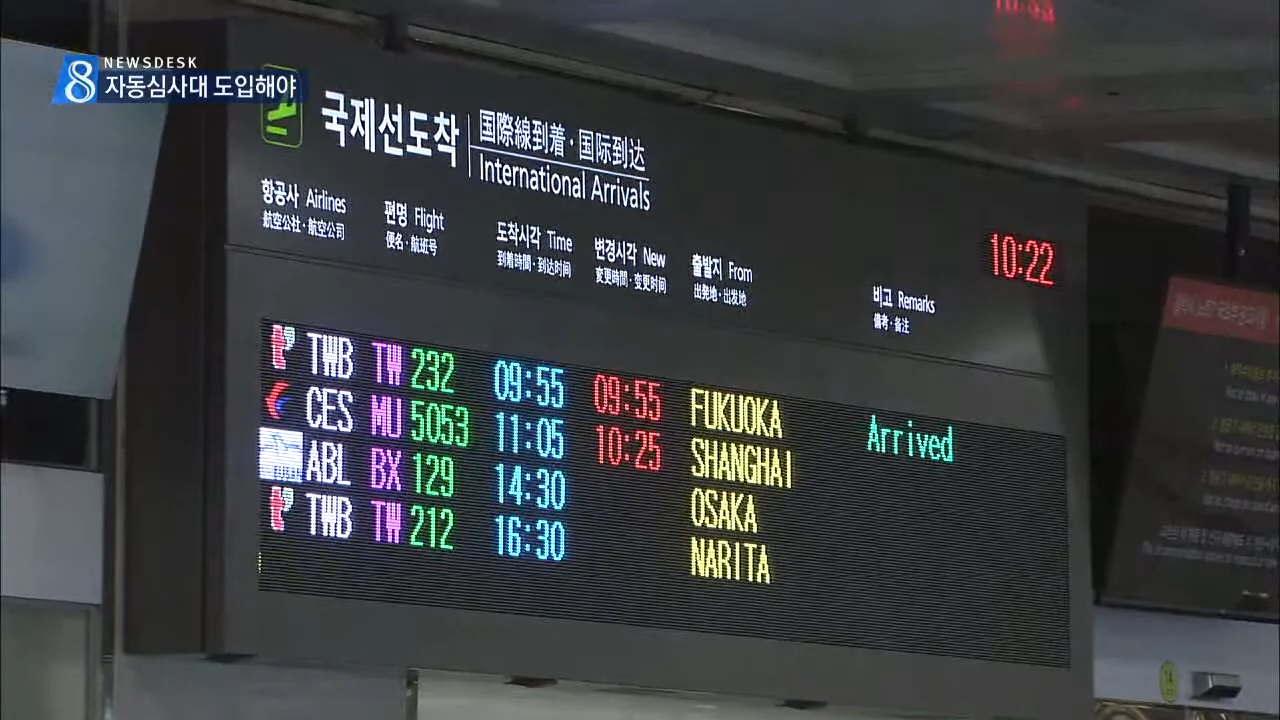 NEWSDESK
8 자동심사대 도입해야
국제선도착 国際線到着·国际到达
International Arrivals
항공사 Airlines 편명 Flight 도착시각 Time 변경시각 New 출발지 From 비고 Remarks
航空公社·航空公司 便名·航班号 到着時間·到达时间 変更時間·变更时间 出発地·出发地 備考·备注
10:22
TWB TW 232 09:55 09:55 FUKUOKA Arrived
CES MU 5053 11:05 10:25 SHANGHAI
ABL BX 129 14:30 OSAKA
TWB TW 212 16:30 NARITA
14